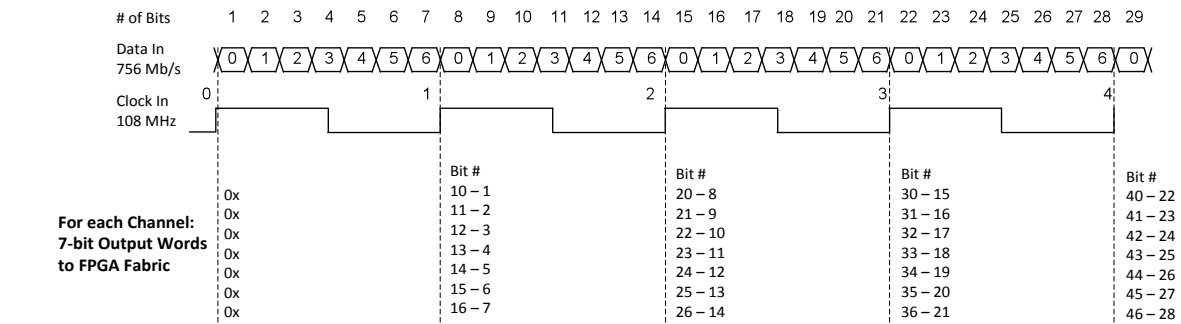 # of Bits 1 2 3 4 5 6 7 8 9 10 11 12 13 14 15 16 17 18 19 20 21 22 23 24 25 26 27 28 29
Data In
756 Mb/s
0 1 2 3 4 5 6 0 1 2 3 4 5 6 0 1 2 3 4 5 6 0 1 2 3 4 5 6 0
0 1 2 3 4
Clock In
108 MHz
For each Channel:
7-bit Output Words
to FPGA Fabric
0x
0x
0x
0x
0x
0x
0x
Bit #
10 – 1
11 – 2
12 – 3
13 – 4
14 – 5
15 – 6
16 – 7
Bit #
20 – 8
21 – 9
22 – 10
23 – 11
24 – 12
25 – 13
26 – 14
Bit #
30 – 15
31 – 16
32 – 17
33 – 18
34 – 19
35 – 20
36 – 21
Bit #
40 – 22
41 – 23
42 – 24
43 – 25
44 – 26
45 – 27
46 – 28